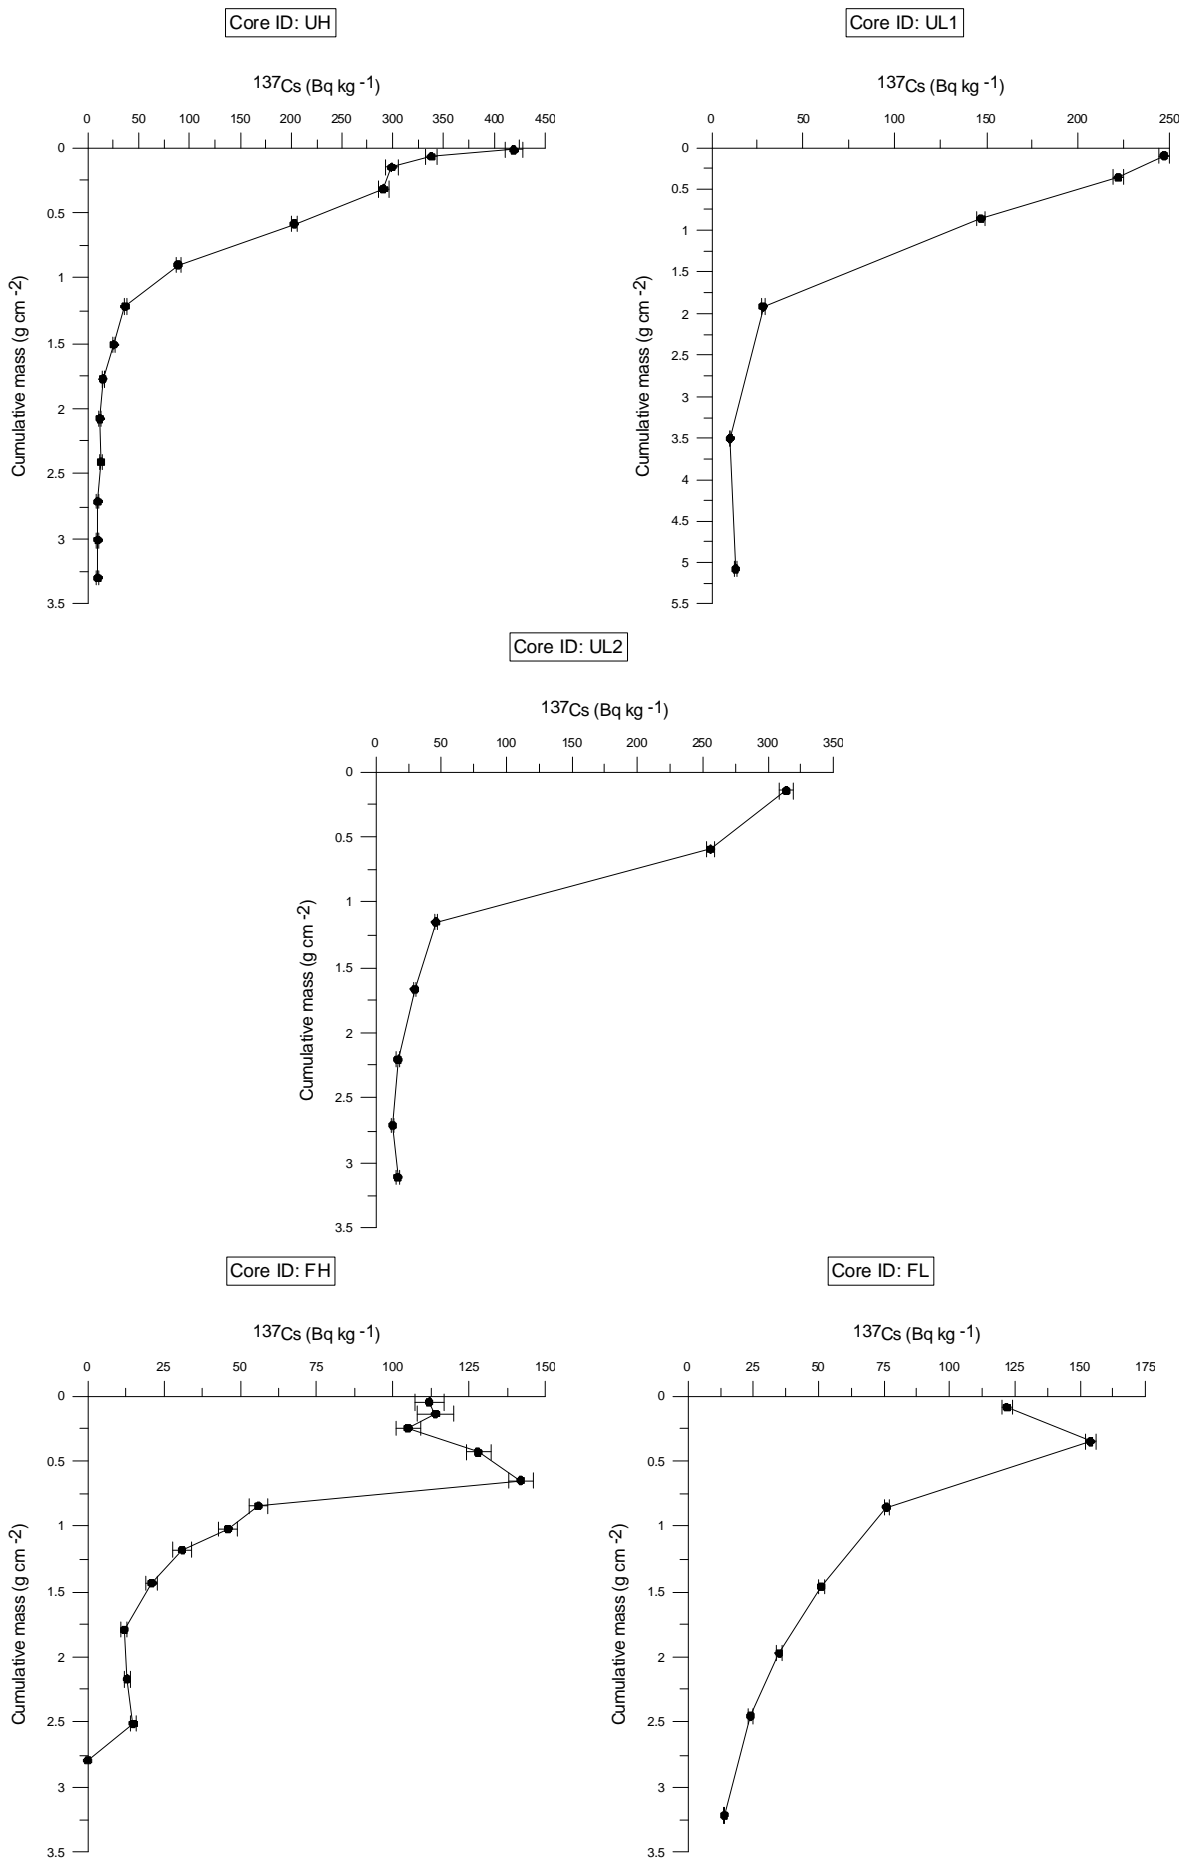 Core ID: UH
137Cs (Bq kg -1)
0 50 100 150 200 250 300 350 400 450
0
0.5
1
1.5
2
2.5
3
3.5
Cumulative mass (g cm -2)
Core ID: UL1
137Cs (Bq kg -1)
0 50 100 150 200 250
0
0.5
1
1.5
2
2.5
3
3.5
4
4.5
5
5.5
Cumulative mass (g cm -2)
Core ID: UL2
137Cs (Bq kg -1)
0 50 100 150 200 250 300 350
0
0.5
1
1.5
2
2.5
3
3.5
Cumulative mass (g cm -2)
Core ID: FH
137Cs (Bq kg -1)
0 25 50 75 100 125 150
0
0.5
1
1.5
2
2.5
3
3.5
Cumulative mass (g cm -2)
Core ID: FL
137Cs (Bq kg -1)
0 25 50 75 100 125 150 175
0
0.5
1
1.5
2
2.5
3
3.5
Cumulative mass (g cm -2)